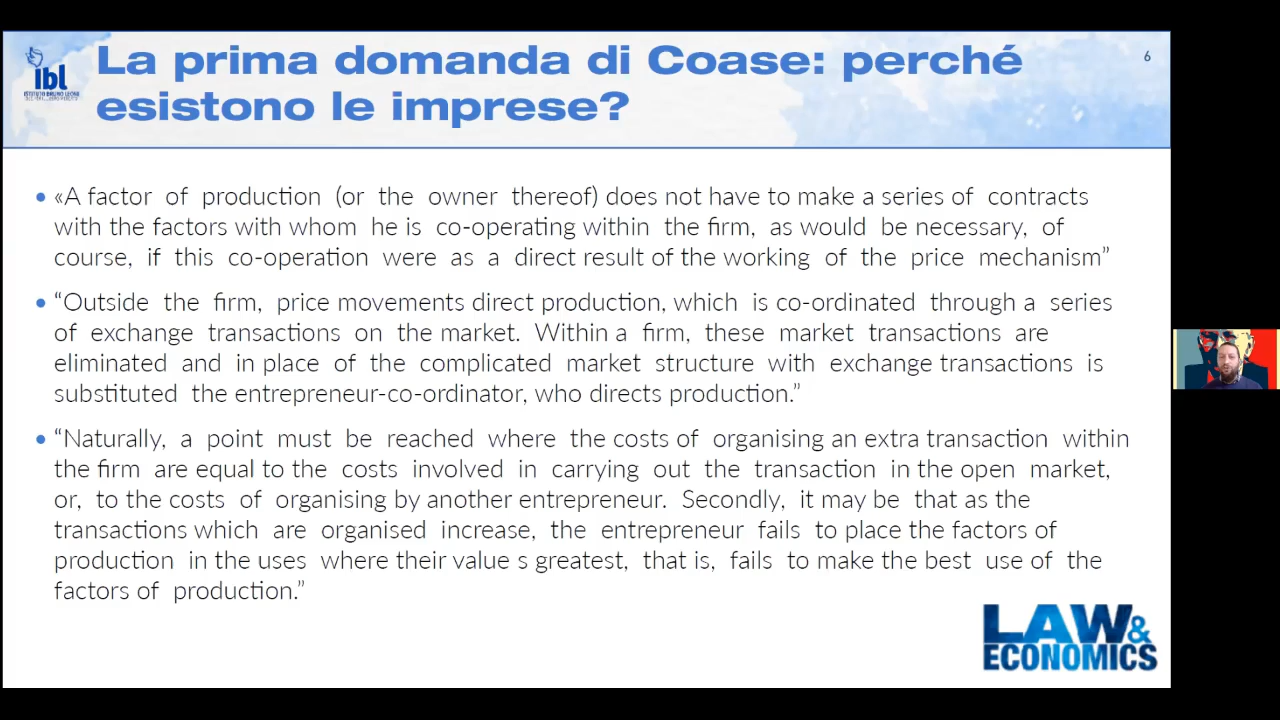 La prima domanda di Coase: perché
esistono le imprese?
6
ibl
ISTITUTO BRUNO LEONI
• «A factor of production (or the owner thereof) does not have to make a series of contracts
with the factors with whom he is co-operating within the firm, as would be necessary, of
course, if this co-operation were as a direct result of the working of the price mechanism”
• “Outside the firm, price movements direct production, which is co-ordinated through a series
of exchange transactions on the market. Within a firm, these market transactions are
eliminated and in place of the complicated market structure with exchange transactions is
substituted the entrepreneur-co-ordinator, who directs production.”
• “Naturally, a point must be reached where the costs of organising an extra transaction within
the firm are equal to the costs involved in carrying out the transaction in the open market,
or, to the costs of organising by another entrepreneur. Secondly, it may be that as the
transactions which are organised increase, the entrepreneur fails to place the factors of
production in the uses where their value s greatest, that is, fails to make the best use of the
factors of production.”
LAW&
ECONOMICS